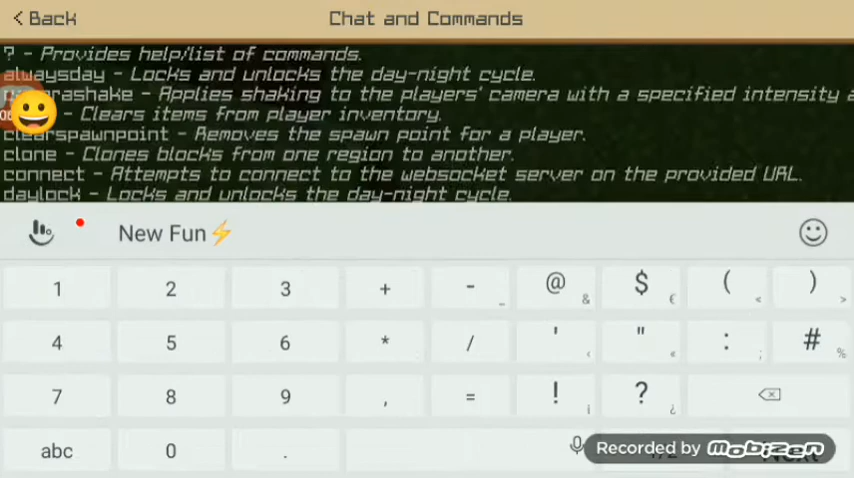 Back
Chat and Commands
? - Provides help/list of commands.
alwaysday - Locks and unlocks the day-night cycle.
- Applies shaking to the players' camera with a specified intensity a
- Clears items from player inventory.
clearspawnpoint - Removes the spawn point for a player.
clone - Clones blocks from one region to another.
connect - Attempts to connect to the websocket server on the provided URL.
daylock - Locks and unlocks the day-night cycle.
New Fun⚡
1 2 3 + - _ @ & $ € ( < ) >
4 5 6 * / ' ‹ " « : ; # %
7 8 9 , = ! ¡ ? ¿
abc 0 .
Recorded by mobizen